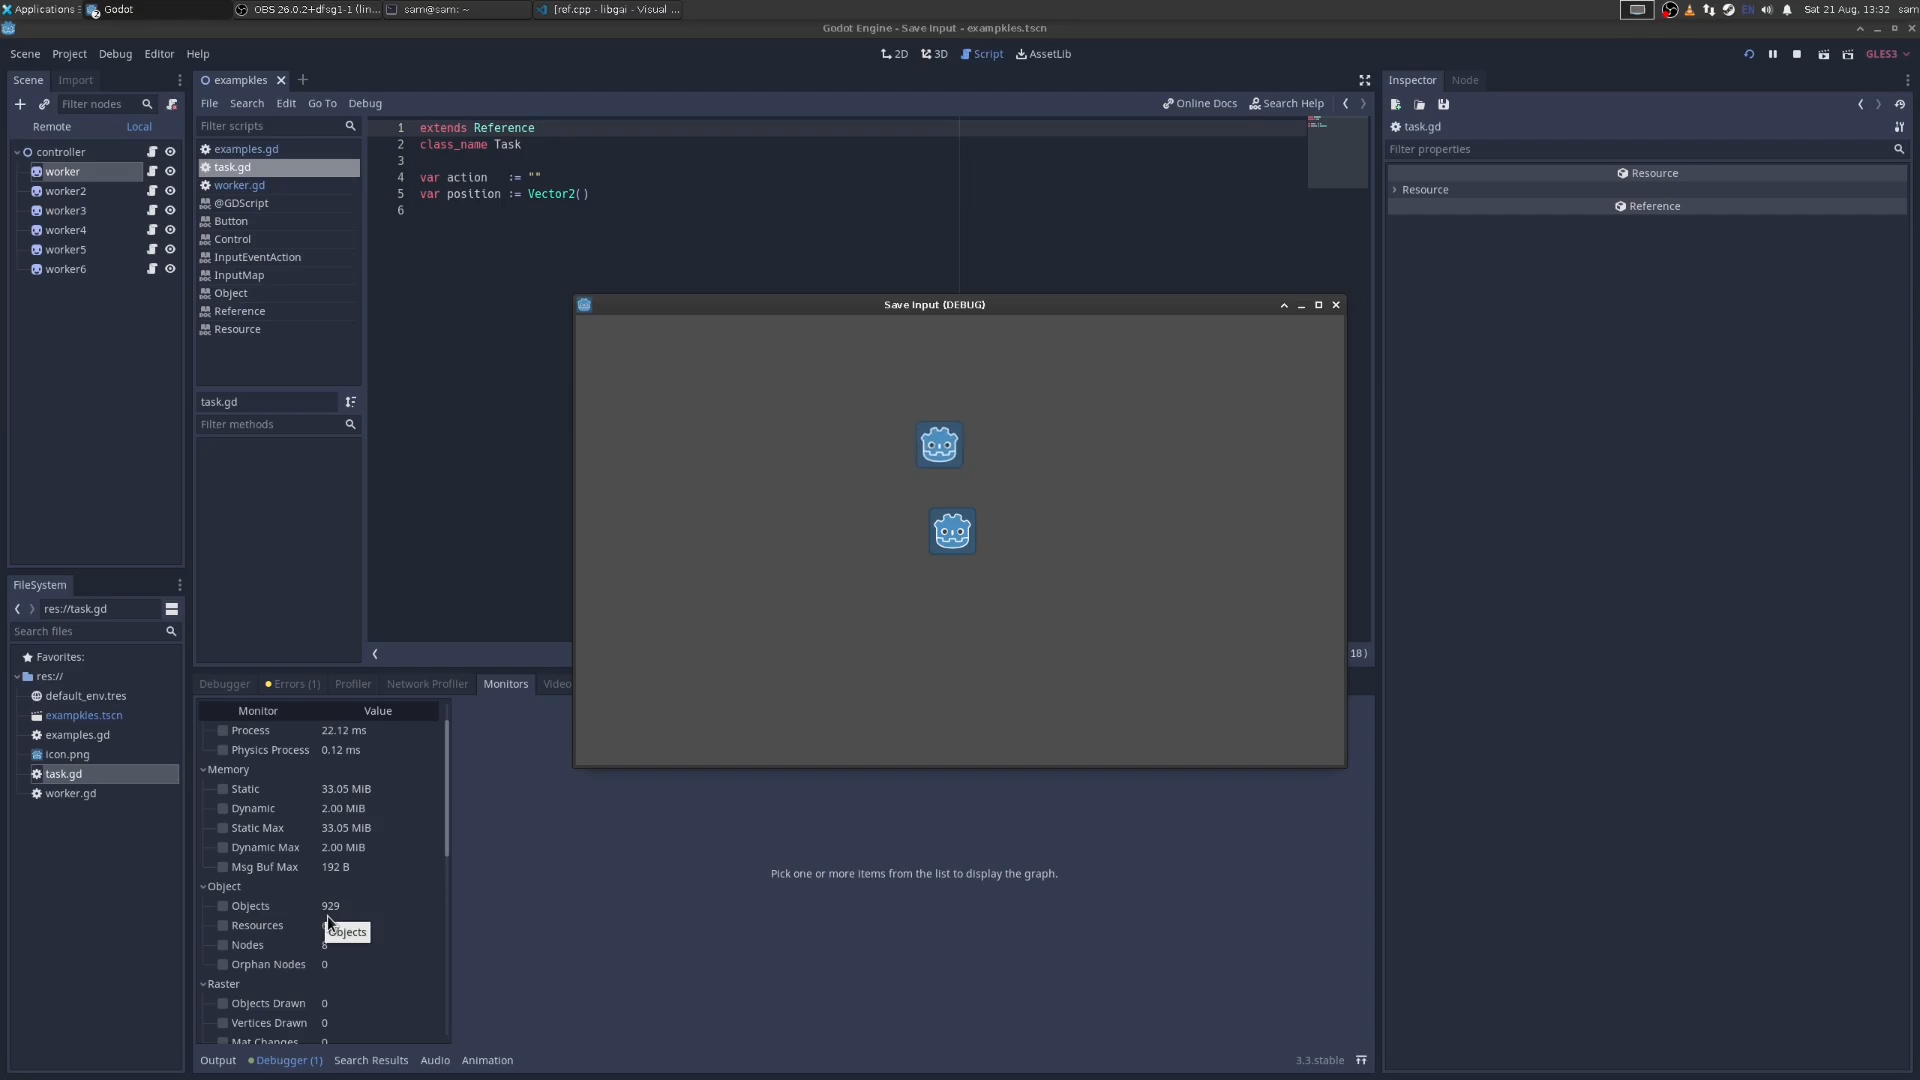 Applications
Godot
OBS 26.0.2+dfsg1-1 (lin...
sam@sam: ~
[ref.cpp - libgai - Visual ...
EN
Sat 21 Aug, 13:32
sam
Godot Engine - Save Input - exampkles.tscn
Scene
Project
Debug
Editor
Help
2D
3D
Script
AssetLib
GLES3
Scene
Import
exampkles
Inspector
Node
Filter nodes
File
Search
Edit
Go To
Debug
Online Docs
Search Help
Remote
Local
Filter scripts
task.gd
Filter properties
controller
worker
worker2
worker3
worker4
worker5
worker6
examples.gd
task.gd
worker.gd
@GDScript
Button
Control
InputEventAction
InputMap
Object
Reference
Resource
1 extends Reference
2 class_name Task
3
4 var action   := ""
5 var position := Vector2()
6
Resource
Resource
Reference
Save Input (DEBUG)
task.gd
Filter methods
18)
FileSystem
res://task.gd
Search files
Favorites:
res://
default_env.tres
exampkles.tscn
examples.gd
icon.png
task.gd
worker.gd
Debugger
Errors (1)
Profiler
Network Profiler
Monitors
Video
Monitor
Value
Process 22.12 ms
Physics Process 0.12 ms
Memory
Static 33.05 MiB
Dynamic 2.00 MiB
Static Max 33.05 MiB
Dynamic Max 2.00 MiB
Msg Buf Max 192 B
Object
Objects 929
Resources
Objects
Nodes 8
Orphan Nodes 0
Raster
Objects Drawn 0
Vertices Drawn 0
Mat Changes 0
Pick one or more items from the list to display the graph.
Output
Debugger (1)
Search Results
Audio
Animation
3.3.stable